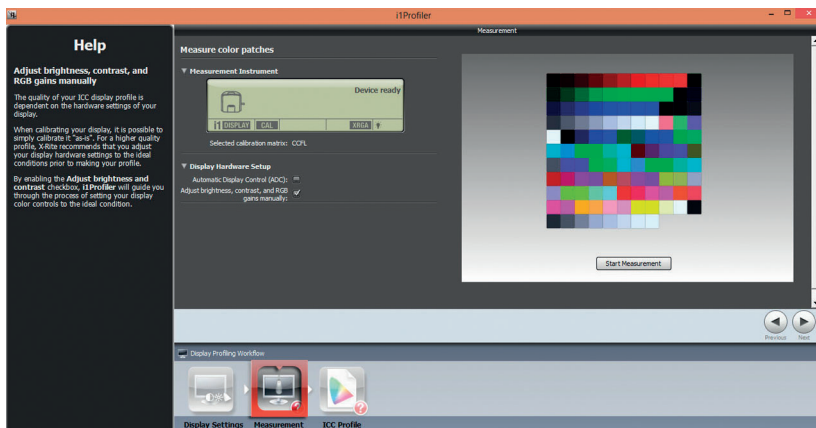 i1Profiler
Measurement
Help
Adjust brightness, contrast, and
RGB gains manually
The quality of your ICC display profile is
dependent on the hardware settings of your
display.
When calibrating your display, it is possible to
simply calibrate it "as-is". For a higher quality
profile, X-Rite recommends that you adjust
your display hardware settings to the ideal
conditions prior to making your profile.
By enabling the Adjust brightness and
contrast checkbox, i1Profiler will guide you
through the process of setting your display
color controls to the ideal condition.
Measure color patches
Measurement Instrument
Device ready
i1 DISPLAY CAL XRGA
Selected calibration matrix: CCFL
Display Hardware Setup
Automatic Display Control (ADC):
Adjust brightness, contrast, and RGB
gains manually:
Start Measurement
Previous Next
Display Profiling Workflow
Display Settings Measurement ICC Profile